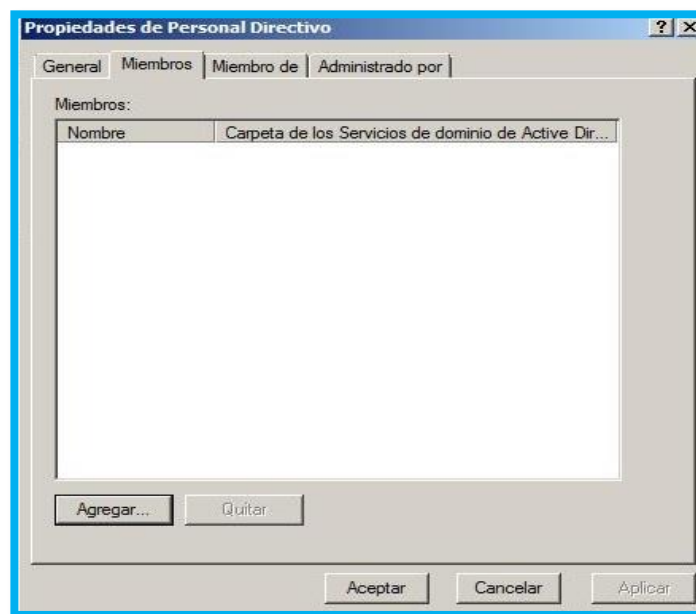 Propiedades de Personal Directivo
General Miembros Miembro de Administrado por
Miembros:
Nombre Carpeta de los Servicios de dominio de Active Dir...
Agregar... Quitar
Aceptar Cancelar Aplicar